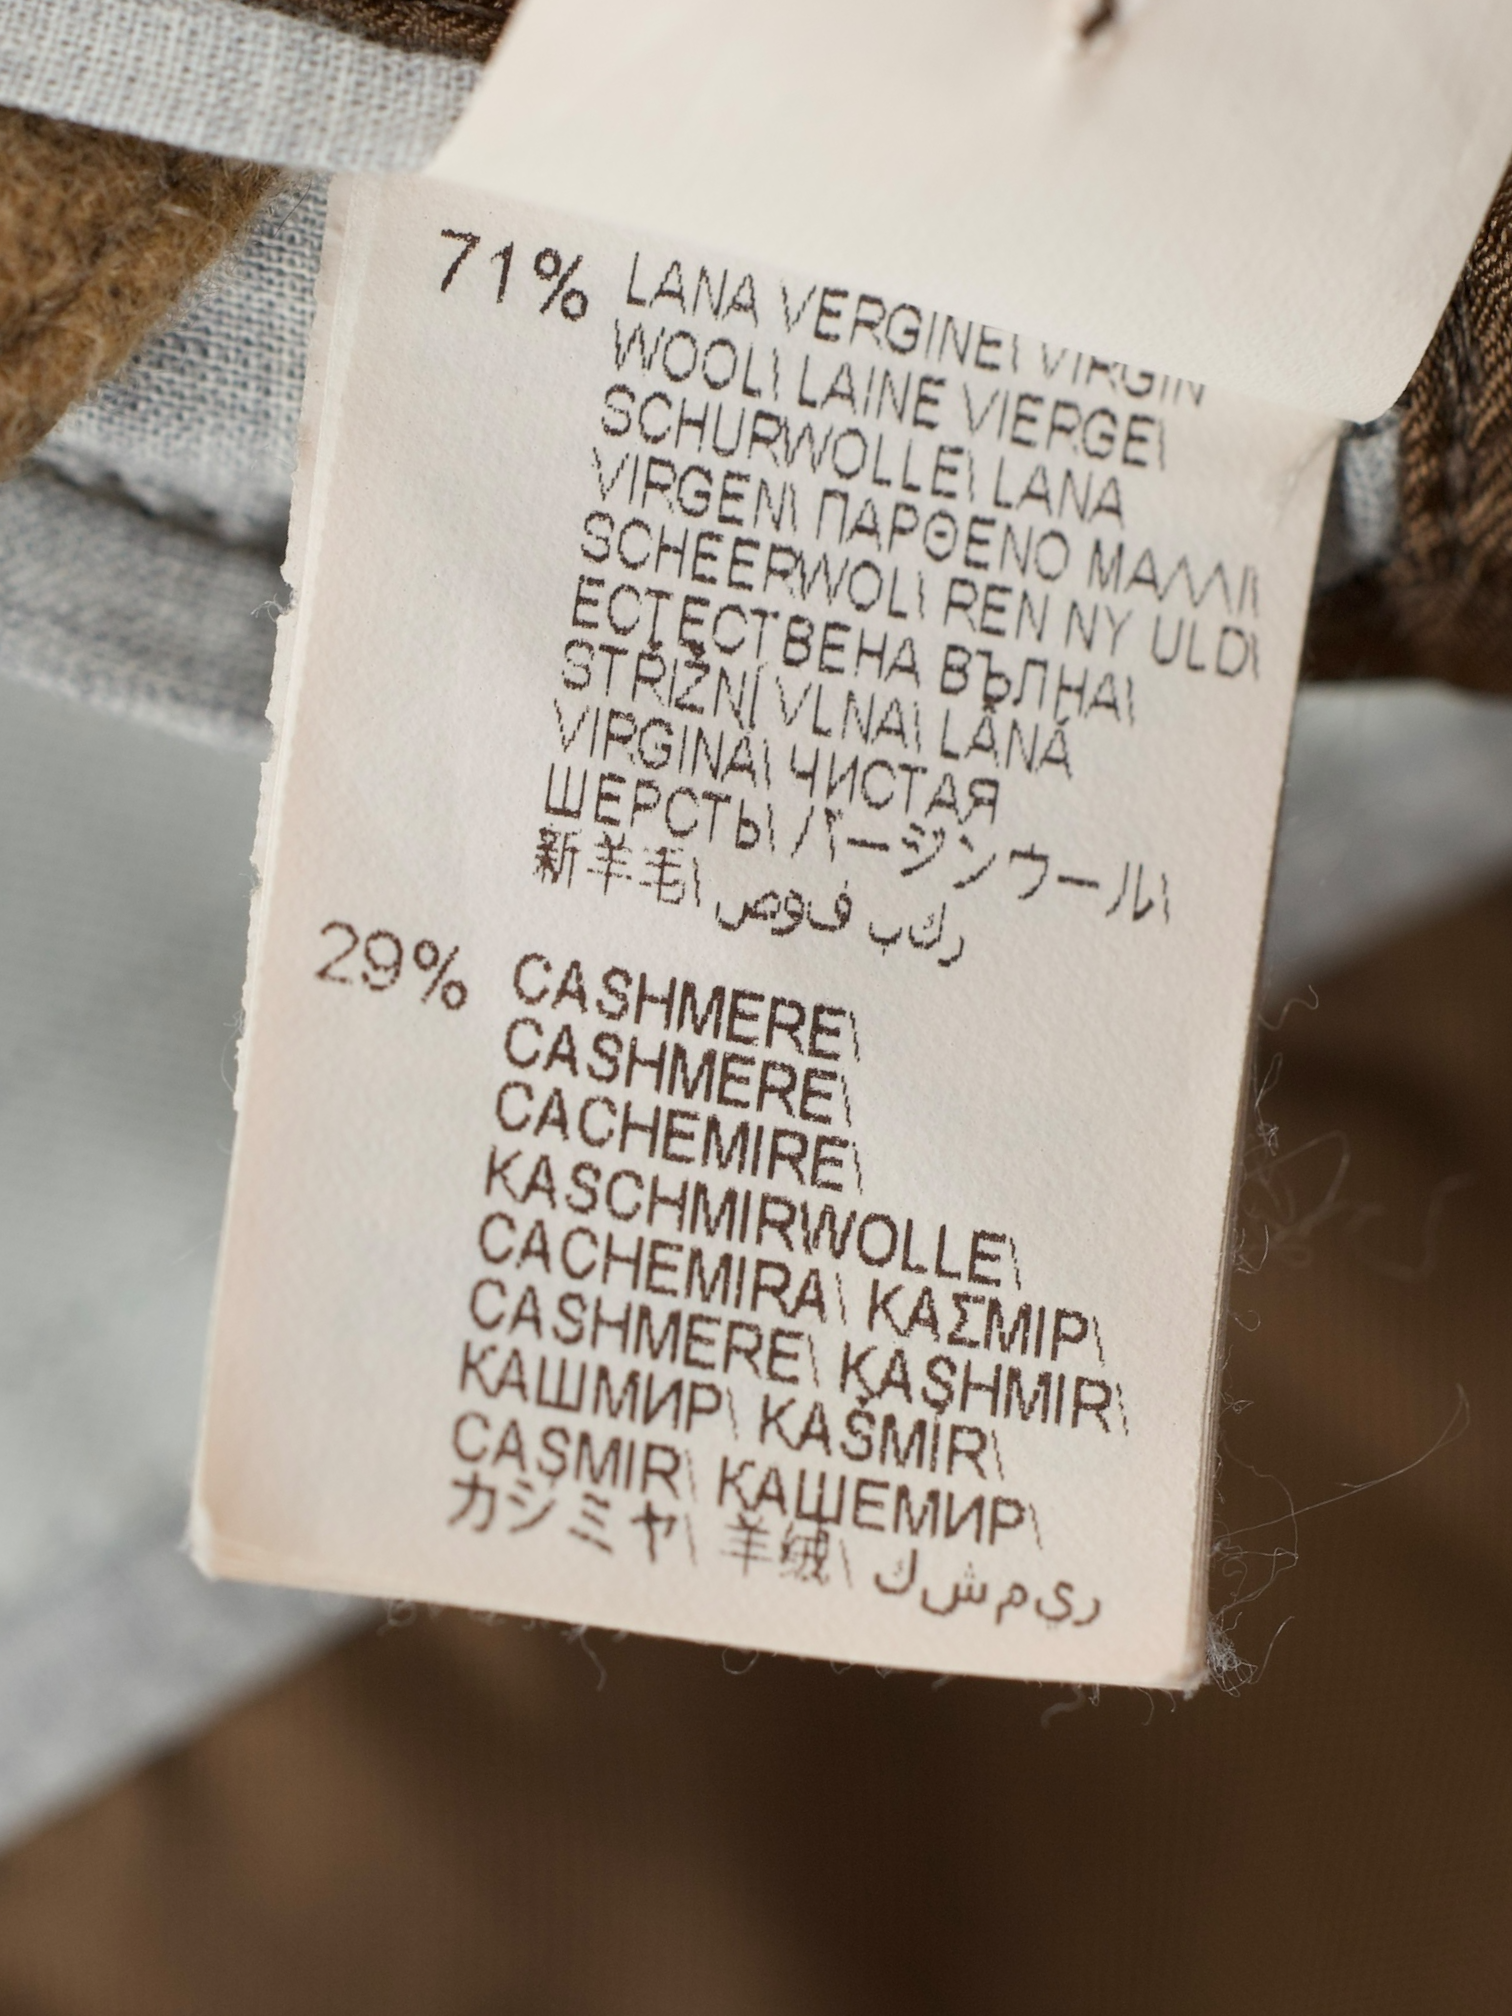 71% LANA VERGINE\ VIRGIN
WOOL\ LAINE VIERGE\
SCHURWOLLE\ LANA
VIRGEN\ ΠΑΡΘΕΝΟ ΜΑΛΛΙ\
SCHEERWOL\ REN NY ULD\
ЕСТЕСТВЕНА ВЪЛНА\
STŘIŽNÍ VLNA\ LÂNĂ
VIRGINĂ\ ЧИСТАЯ
ШЕРСТЬ\ バージンウール\
新羊毛\ ص و ف ب ك ر
29% CASHMERE\
CASHMERE\
CACHEMIRE\
KASCHMIRWOLLE\
CACHEMIRA\ ΚΑΣΜΙΡ\
CASHMERE\ KASHMIR\
КАШМИР\ KAŠMÍR\
CAŞMIR\ КАШЕМИР\
カシミヤ\ 羊绒\ ك ش م ي ر